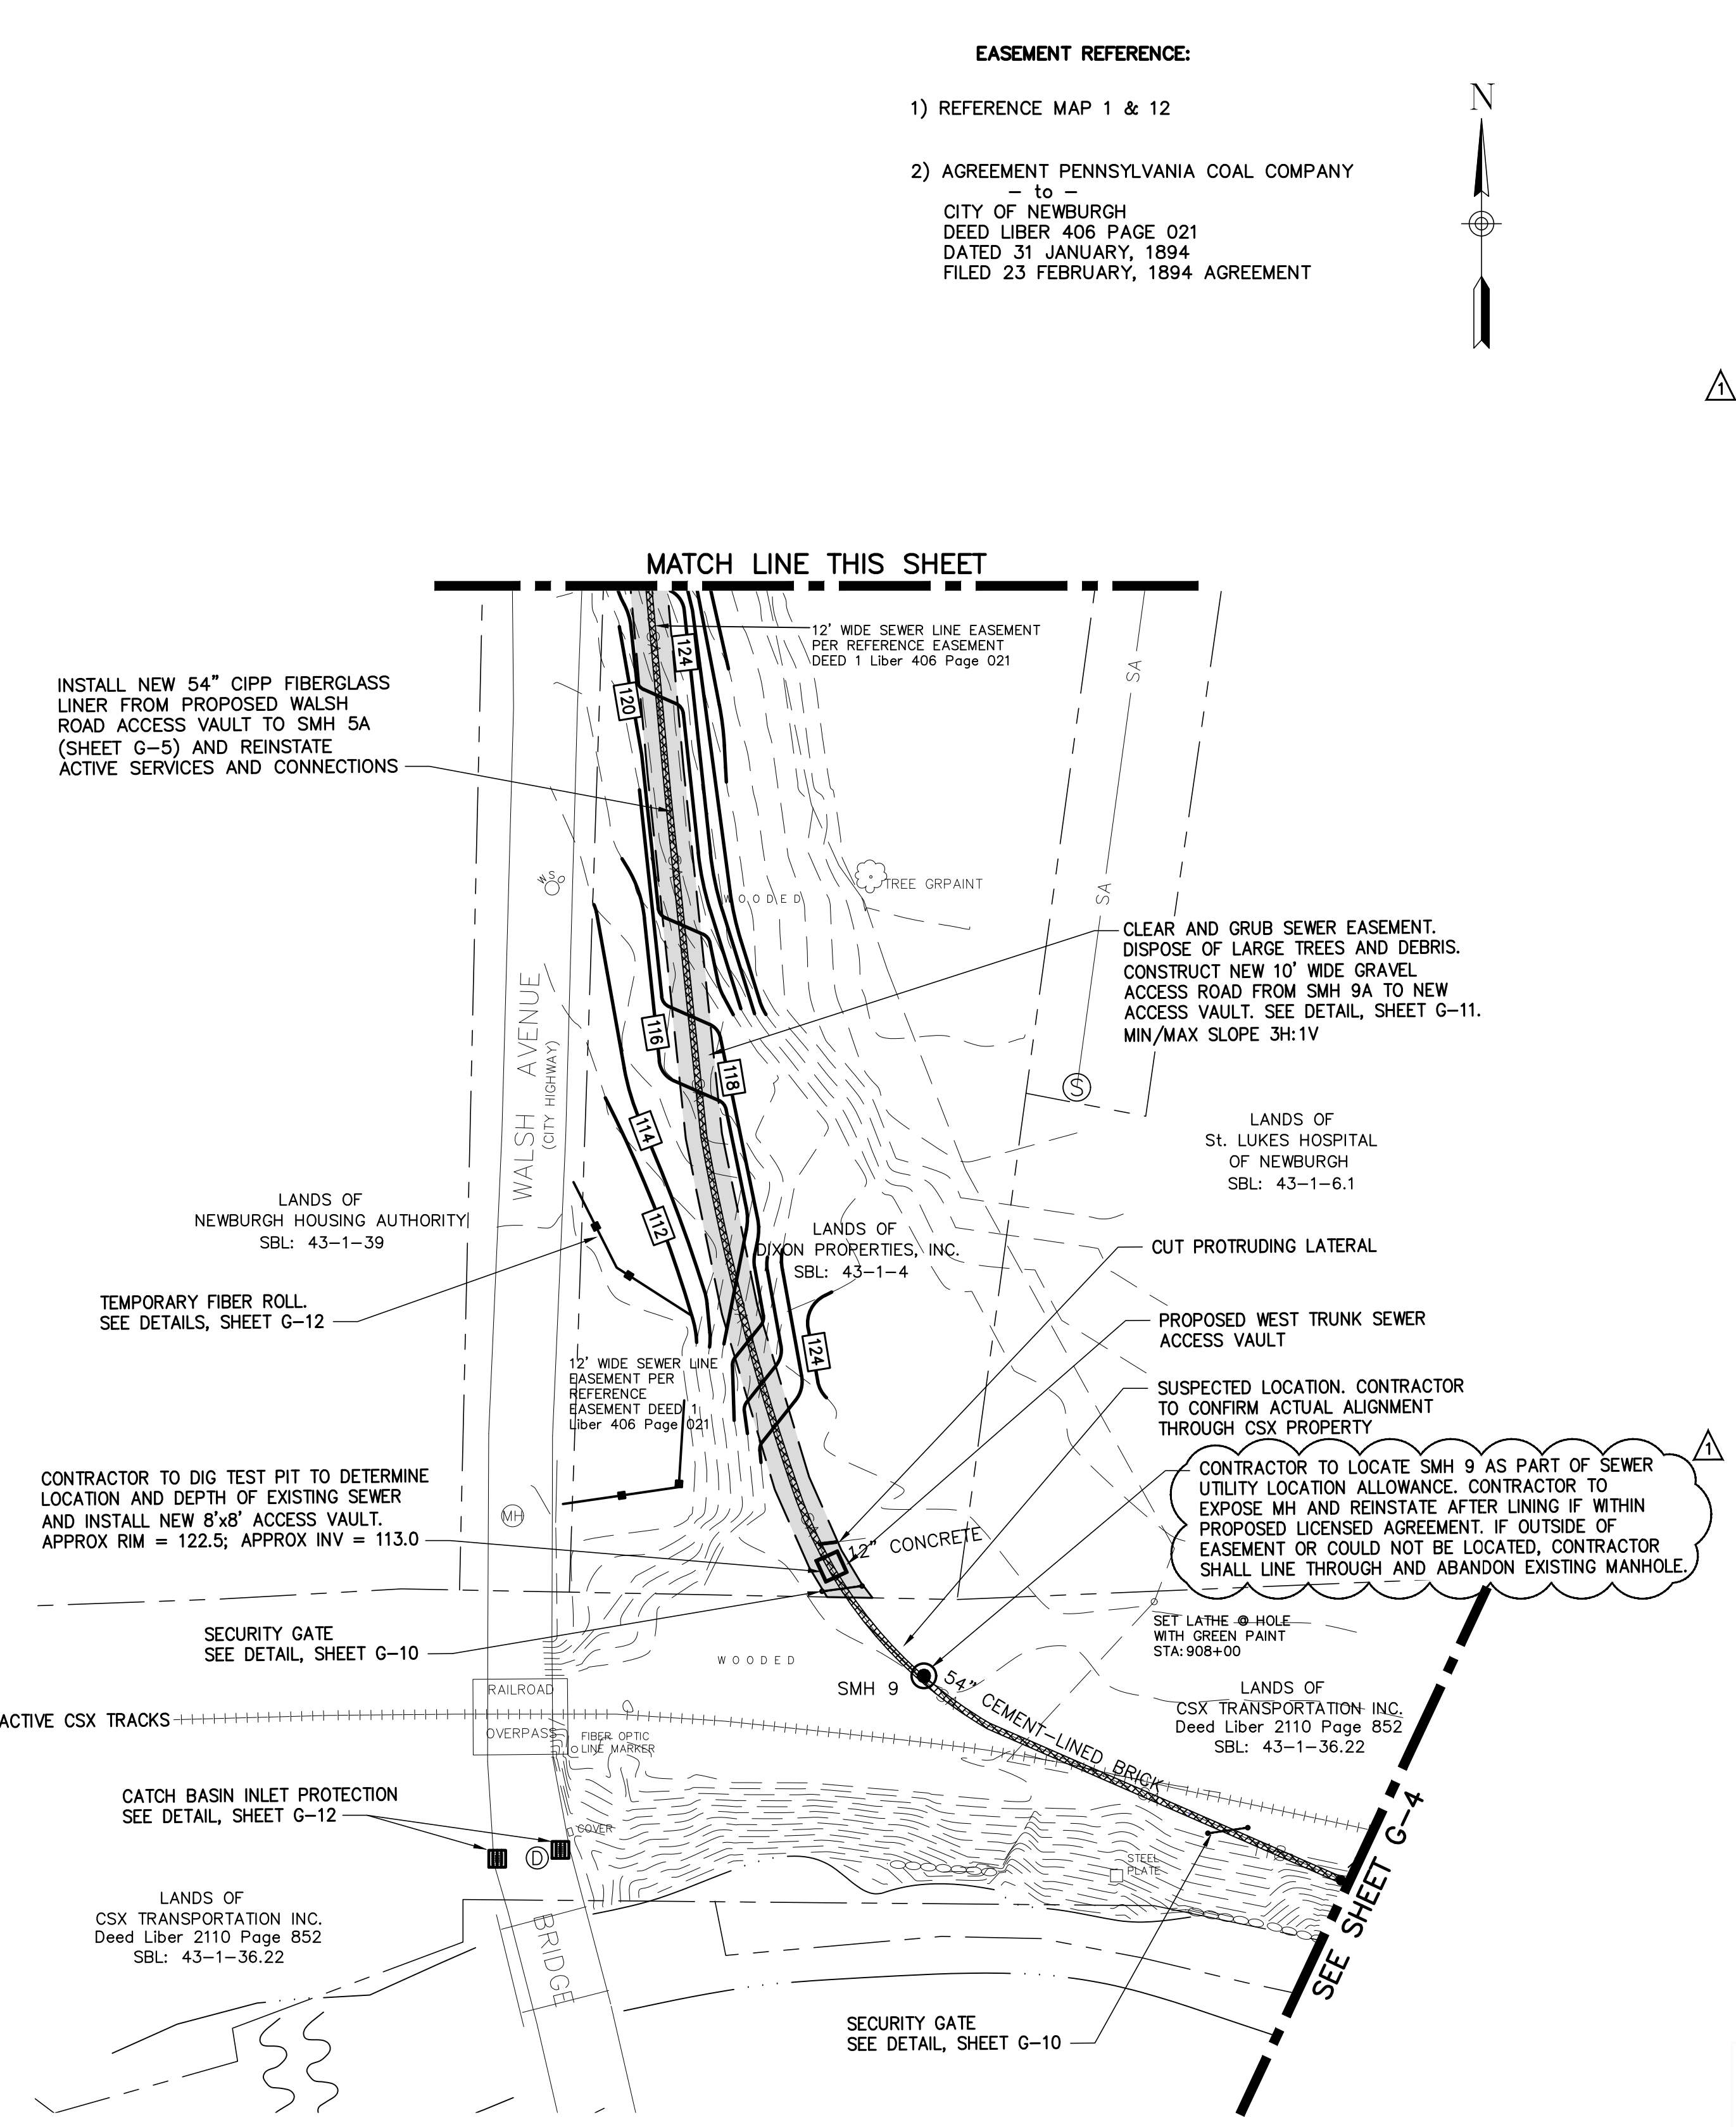 EASEMENT REFERENCE:
1) REFERENCE MAP 1 & 12
2) AGREEMENT PENNSYLVANIA COAL COMPANY
– to –
CITY OF NEWBURGH
DEED LIBER 406 PAGE 021
DATED 31 JANUARY, 1894
FILED 23 FEBRUARY, 1894 AGREEMENT
N
1
MATCH LINE THIS SHEET
12' WIDE SEWER LINE EASEMENT
PER REFERENCE EASEMENT
DEED 1 Liber 406 Page 021
124
120
SA
INSTALL NEW 54" CIPP FIBERGLASS
LINER FROM PROPOSED WALSH
ROAD ACCESS VAULT TO SMH 5A
(SHEET G-5) AND REINSTATE
ACTIVE SERVICES AND CONNECTIONS
WSO
TREE GRPAINT
WOODED
SA
CLEAR AND GRUB SEWER EASEMENT.
DISPOSE OF LARGE TREES AND DEBRIS.
CONSTRUCT NEW 10' WIDE GRAVEL
ACCESS ROAD FROM SMH 9A TO NEW
ACCESS VAULT. SEE DETAIL, SHEET G-11.
MIN/MAX SLOPE 3H:1V
WALSH AVENUE
(CITY HIGHWAY)
116
118
114
112
S
LANDS OF
St. LUKES HOSPITAL
OF NEWBURGH
SBL: 43-1-6.1
LANDS OF
NEWBURGH HOUSING AUTHORITY
SBL: 43-1-39
LANDS OF
DIXON PROPERTIES, INC.
SBL: 43-1-4
CUT PROTRUDING LATERAL
TEMPORARY FIBER ROLL.
SEE DETAILS, SHEET G-12
PROPOSED WEST TRUNK SEWER
ACCESS VAULT
124
12' WIDE SEWER LINE
EASEMENT PER
REFERENCE
EASEMENT DEED 1
Liber 406 Page 021
SUSPECTED LOCATION. CONTRACTOR
TO CONFIRM ACTUAL ALIGNMENT
THROUGH CSX PROPERTY
1
CONTRACTOR TO LOCATE SMH 9 AS PART OF SEWER
UTILITY LOCATION ALLOWANCE. CONTRACTOR TO
EXPOSE MH AND REINSTATE AFTER LINING IF WITHIN
PROPOSED LICENSED AGREEMENT. IF OUTSIDE OF
EASEMENT OR COULD NOT BE LOCATED, CONTRACTOR
SHALL LINE THROUGH AND ABANDON EXISTING MANHOLE.
CONTRACTOR TO DIG TEST PIT TO DETERMINE
LOCATION AND DEPTH OF EXISTING SEWER
AND INSTALL NEW 8'x8' ACCESS VAULT.
APPROX RIM = 122.5; APPROX INV = 113.0
MH
12" CONCRETE
SET LATHE @ HOLE
WITH GREEN PAINT
STA:908+00
SECURITY GATE
SEE DETAIL, SHEET G-10
WOODED
SMH 9
54" CEMENT-LINED BRICK
LANDS OF
CSX TRANSPORTATION INC.
Deed Liber 2110 Page 852
SBL: 43-1-36.22
RAILROAD
OVERPASS
ACTIVE CSX TRACKS
FIBER OPTIC
LINE MARKER
CATCH BASIN INLET PROTECTION
SEE DETAIL, SHEET G-12
COVER
D
STEEL
PLATE
SEE SHEET G-4
LANDS OF
CSX TRANSPORTATION INC.
Deed Liber 2110 Page 852
SBL: 43-1-36.22
BRIDGE
SECURITY GATE
SEE DETAIL, SHEET G-10